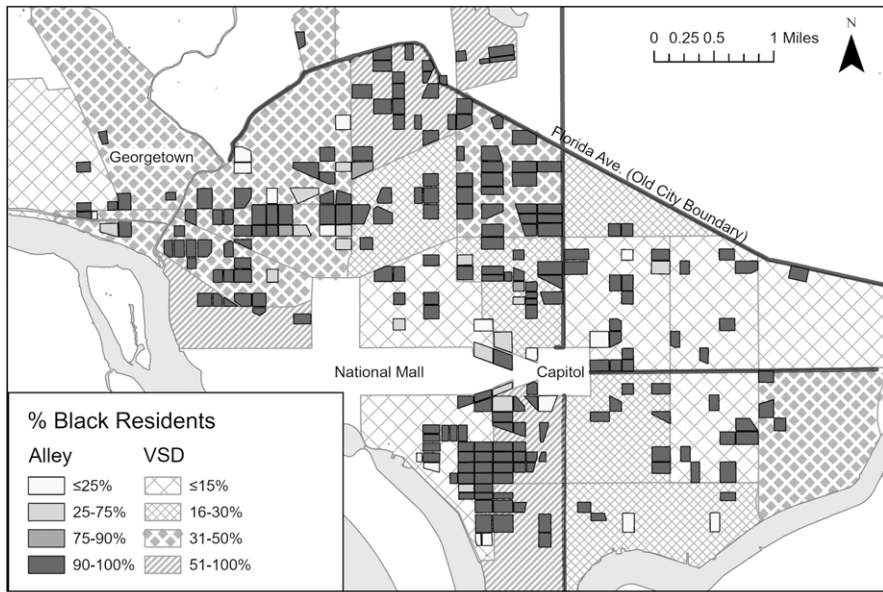 0 0.25 0.5 1 Miles
N
Georgetown
Florida Ave. (Old City Boundary)
National Mall
Capitol
% Black Residents
Alley VSD
≤25% ≤15%
25-75% 16-30%
75-90% 31-50%
90-100% 51-100%